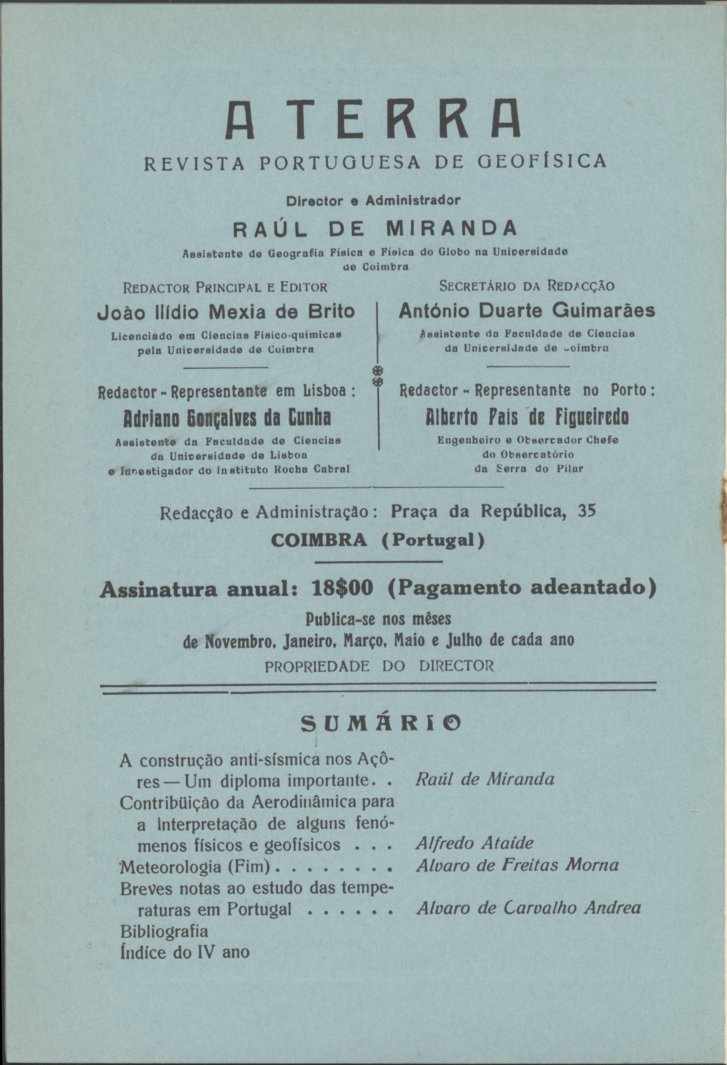 A TERRA
REVISTA PORTUGUESA DE GEOFÍSICA
Director e Administrador
RAÚL DE MIRANDA
Assistente de Geografia Física e Física do Globo na Universidade
de Coimbra
REDACTOR PRINCIPAL E EDITOR
João Ilídio Mexia de Brito
Licenciado em Ciencias Fisico-quimicas
pela Universidade de Coimbra
SECRETÁRIO DA REDACÇÃO
António Duarte Guimarães
Assistente da Faculdade de Ciencias
da Universidade de Coimbra
Redactor - Representante em Lisboa :
Adriano Gonçalves da Cunha
Assistente da Faculdade de Ciencias
da Universidade de Lisboa
e Investigador do Instituto Rocha Cabral
Redactor - Representante no Porto :
Alberto Pais de Figueiredo
Engenheiro e Observador Chefe
do Observatório
da Serra do Pilar
Redacção e Administração : Praça da República, 35
COIMBRA (Portugal)
Assinatura anual: 18$00 (Pagamento adeantado)
Publica-se nos mêses
de Novembro, Janeiro, Março, Maio e Julho de cada ano
PROPRIEDADE DO DIRECTOR
SUMÁRIO
A construção anti-sísmica nos Açô-
res — Um diploma importante. . Raúl de Miranda
Contribüição da Aerodinâmica para
a interpretação de alguns fenó-
menos físicos e geofísicos . . . Alfredo Ataíde
Meteorologia (Fim) . . . . . . . . Alvaro de Freitas Morna
Breves notas ao estudo das tempe-
raturas em Portugal . . . . . . Alvaro de Carvalho Andrea
Bibliografia
Índíce do IV ano